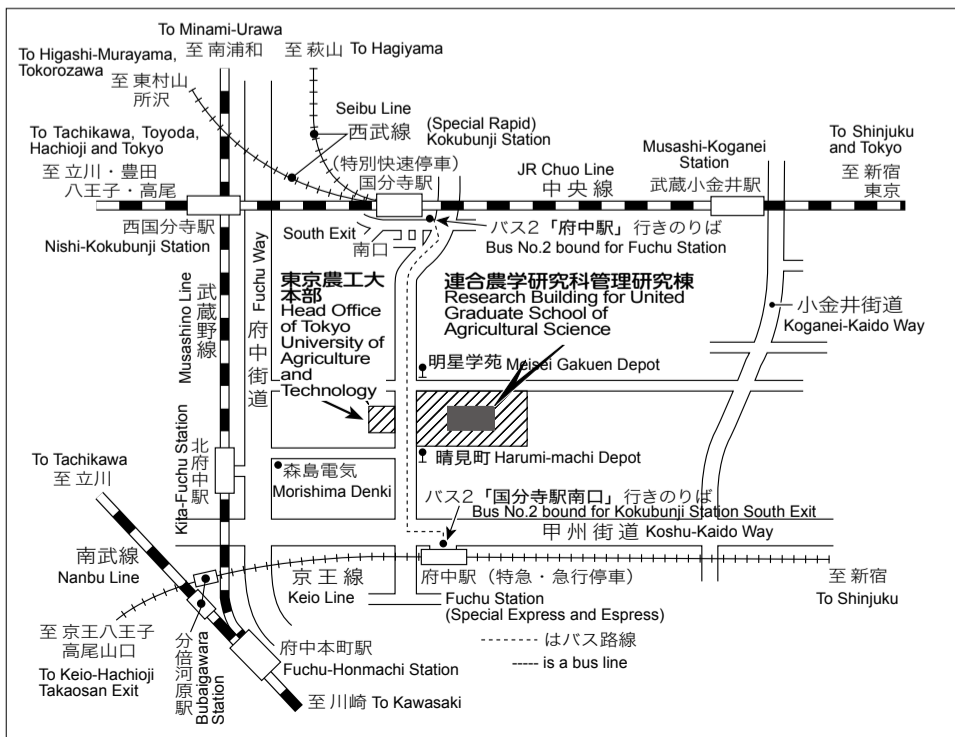 To Minami-Urawa
至 南浦和
To Higashi-Murayama,
Tokorozawa
至 東村山
所沢
至 萩山 To Hagiyama
Seibu Line
西武線
(Special Rapid)
Kokubunji Station
(特別快速停車)
国分寺駅
To Tachikawa, Toyoda,
Hachioji and Tokyo
至 立川・豊田
八王子・高尾
JR Chuo Line
中央線
Musashi-Koganei
Station
武蔵小金井駅
To Shinjuku
and Tokyo
至 新宿
東京
西国分寺駅
Nishi-Kokubunji Station
South Exit
南口
バス2「府中駅」行きのりば
Bus No.2 bound for Fuchu Station
Musashino Line
武蔵野線
Fuchu Way
府中街道
東京農工大
本部
Head Office
of Tokyo
University of
Agriculture
and
Technology
連合農学研究科管理研究棟
Research Building for United
Graduate School of
Agricultural Science
小金井街道
Koganei-Kaido Way
明星学苑 Meisei Gakuen Depot
Kita-Fuchu Station
北府中駅
森島電気
Morishima Denki
晴見町 Harumi-machi Depot
バス2「国分寺駅南口」行きのりば
Bus No.2 bound for Kokubunji Station South Exit
甲州街道 Koshu-Kaido Way
To Tachikawa
至 立川
南武線
Nanbu Line
京王線
Keio Line
府中駅（特急・急行停車）
Fuchu Station
(Special Express and Espress)
至 新宿
To Shinjuku
至 京王八王子
高尾山口
To Keio-Hachioji
Takaosan Exit
分倍河原駅
Bubaigawara
Station
府中本町駅
Fuchu-Honmachi Station
至 川崎 To Kawasaki
------ はバス路線
----- is a bus line